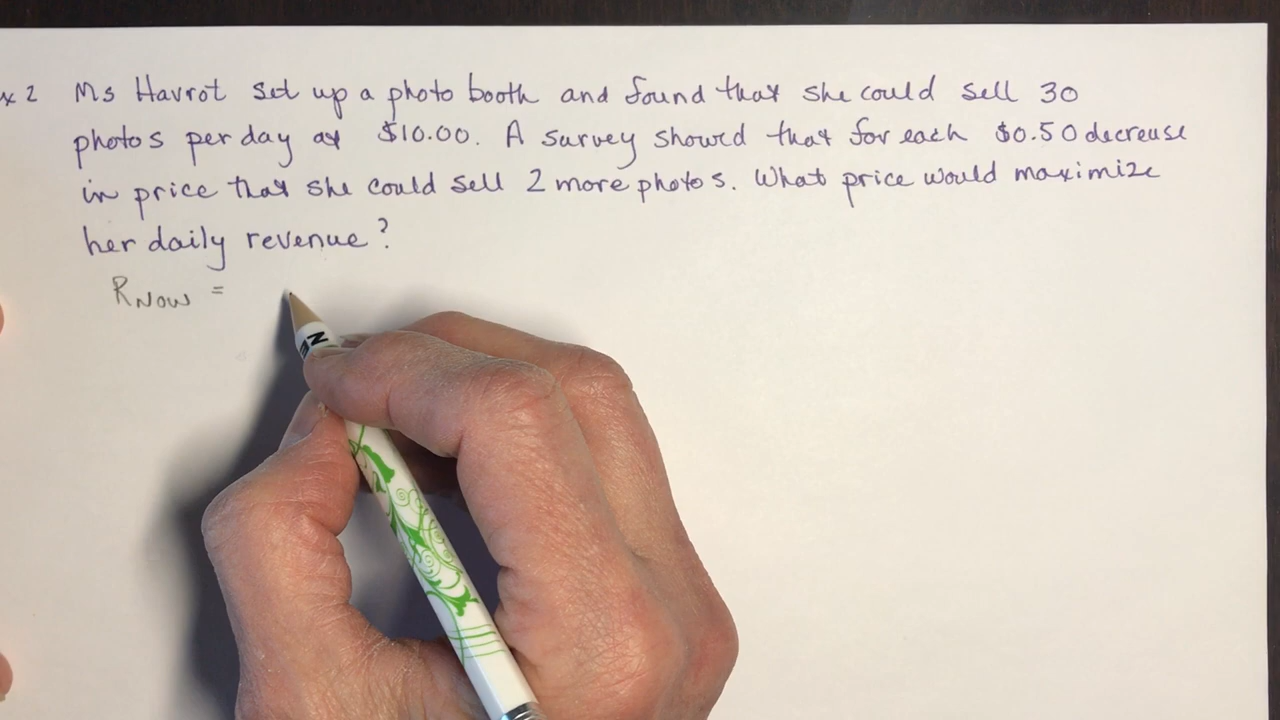 x 2 Ms Havrot set up a photo booth and found that she could sell 30
photos per day at $10.00. A survey showed that for each $0.50 decrease
in price that she could sell 2 more photos. What price would maximize
her daily revenue?
RNOW =
NE